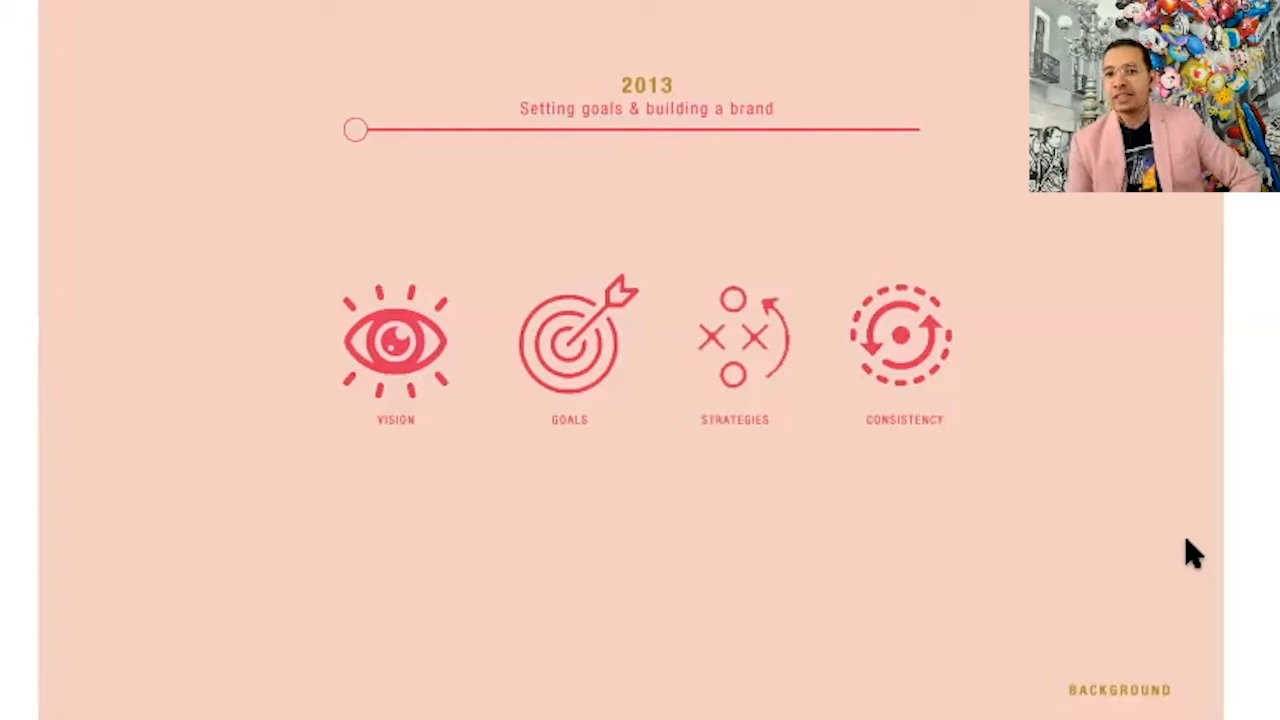 2013
Setting goals & building a brand
VISION
GOALS
STRATEGIES
CONSISTENCY
BACKGROUND